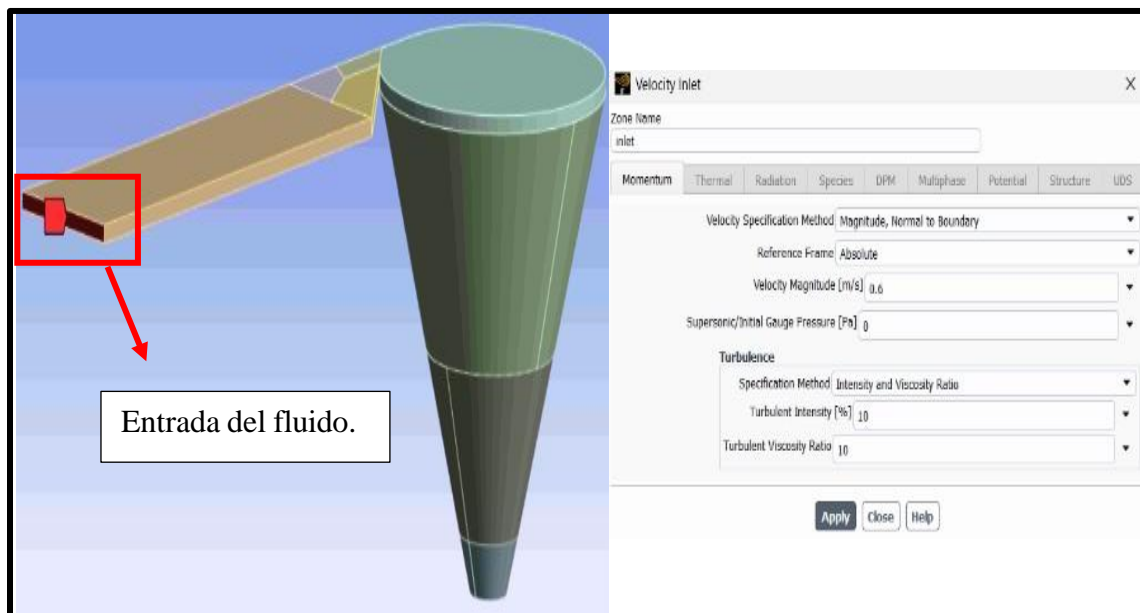 Entrada del fluido.
Velocity Inlet X
Zone Name
inlet
Momentum Thermal Radiation Species DPM Multiphase Potential Structure UDS
Velocity Specification Method Magnitude, Normal to Boundary
Reference Frame Absolute
Velocity Magnitude [m/s] 0.6
Supersonic/Initial Gauge Pressure [Pa] 0
Turbulence
Specification Method Intensity and Viscosity Ratio
Turbulent Intensity [%] 10
Turbulent Viscosity Ratio 10
Apply Close Help